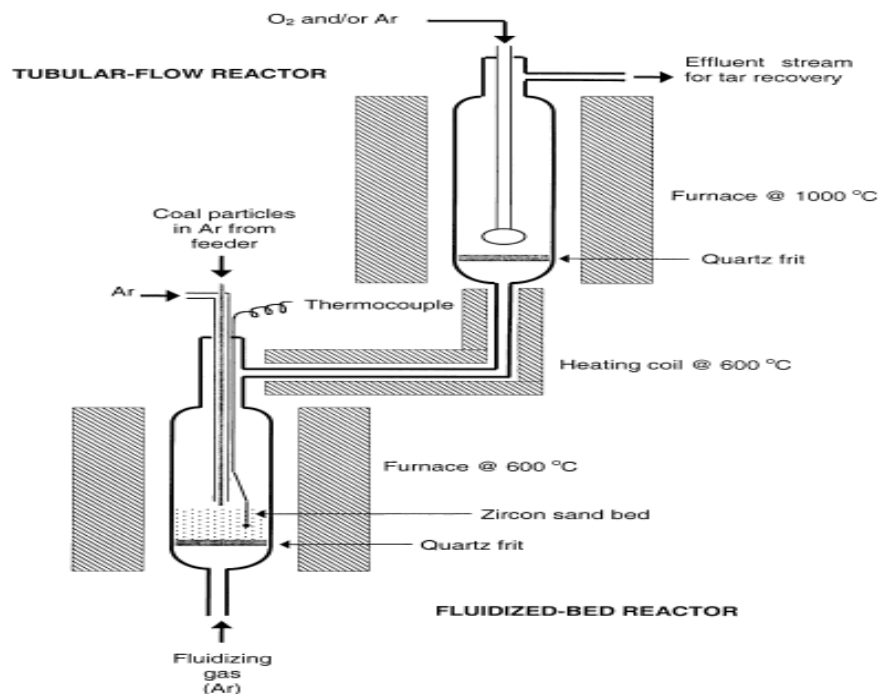 O₂ and/or Ar
TUBULAR-FLOW REACTOR
Effluent stream
for tar recovery
Furnace @ 1000 °C
Coal particles
in Ar from
feeder
Quartz frit
Ar
Thermocouple
Heating coil @ 600 °C
Furnace @ 600 °C
Zircon sand bed
Quartz frit
FLUIDIZED-BED REACTOR
Fluidizing
gas
(Ar)